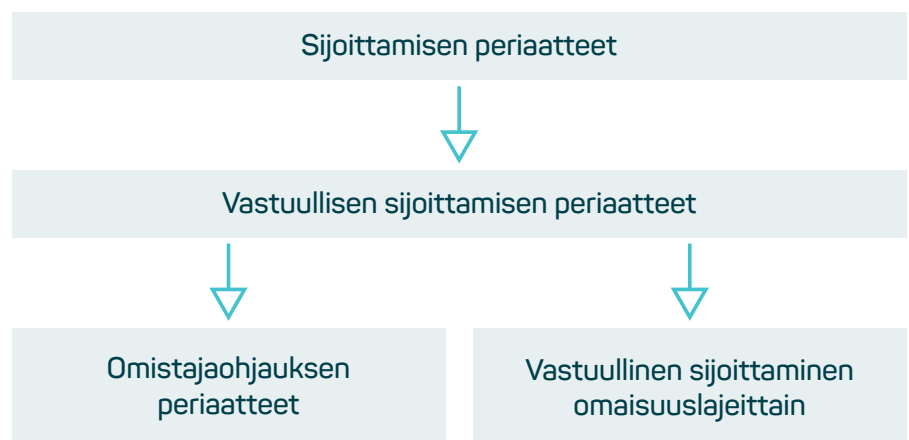 Sijoittamisen periaatteet
Vastuullisen sijoittamisen periaatteet
Omistajaohjauksen
periaatteet
Vastuullinen sijoittaminen
omaisuuslajeittain